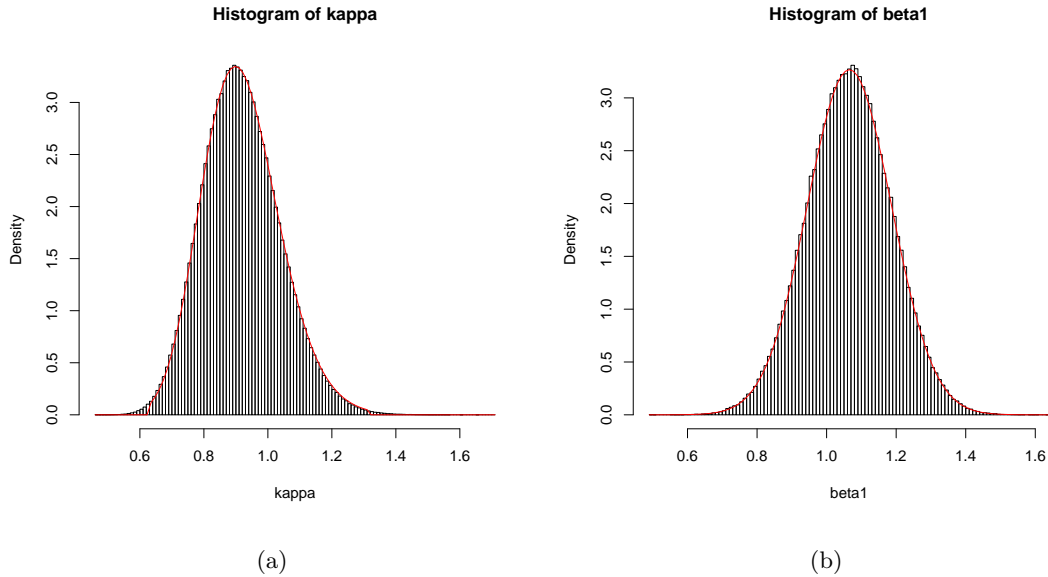 Histogram of kappa
Density
0.0 0.5 1.0 1.5 2.0 2.5 3.0
0.6 0.8 1.0 1.2 1.4 1.6
kappa
(a)
Histogram of beta1
Density
0.0 0.5 1.0 1.5 2.0 2.5 3.0
0.6 0.8 1.0 1.2 1.4 1.6
beta1
(b)